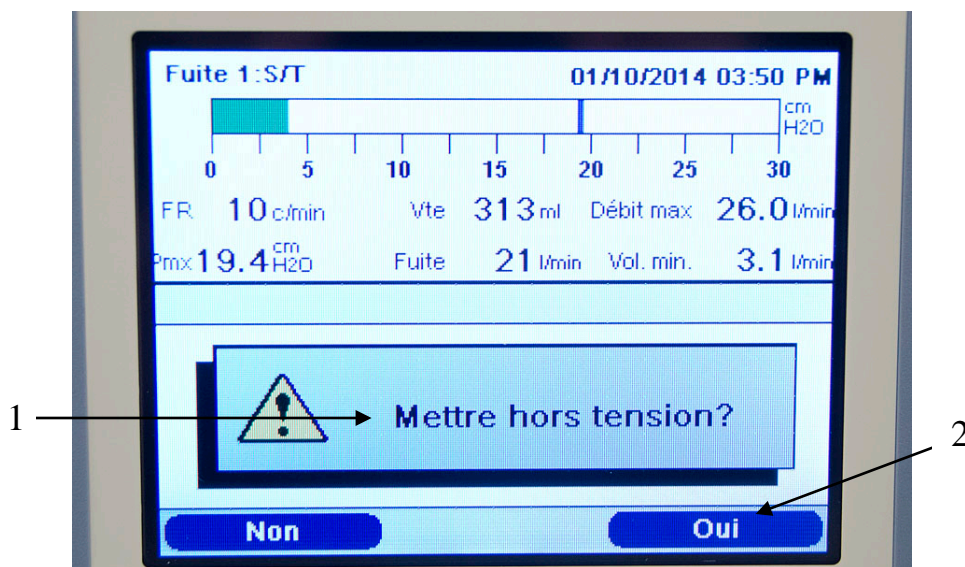 Fuite 1:S/T 01/10/2014 03:50 PM
cm
H2O
0 5 10 15 20 25 30
FR 10 c/min Vte 313 ml Débit max 26.0 l/min
Pmx 19.4 cm H2O Fuite 21 l/min Vol. min. 3.1 l/min
1 Mettre hors tension?
2
Non Oui